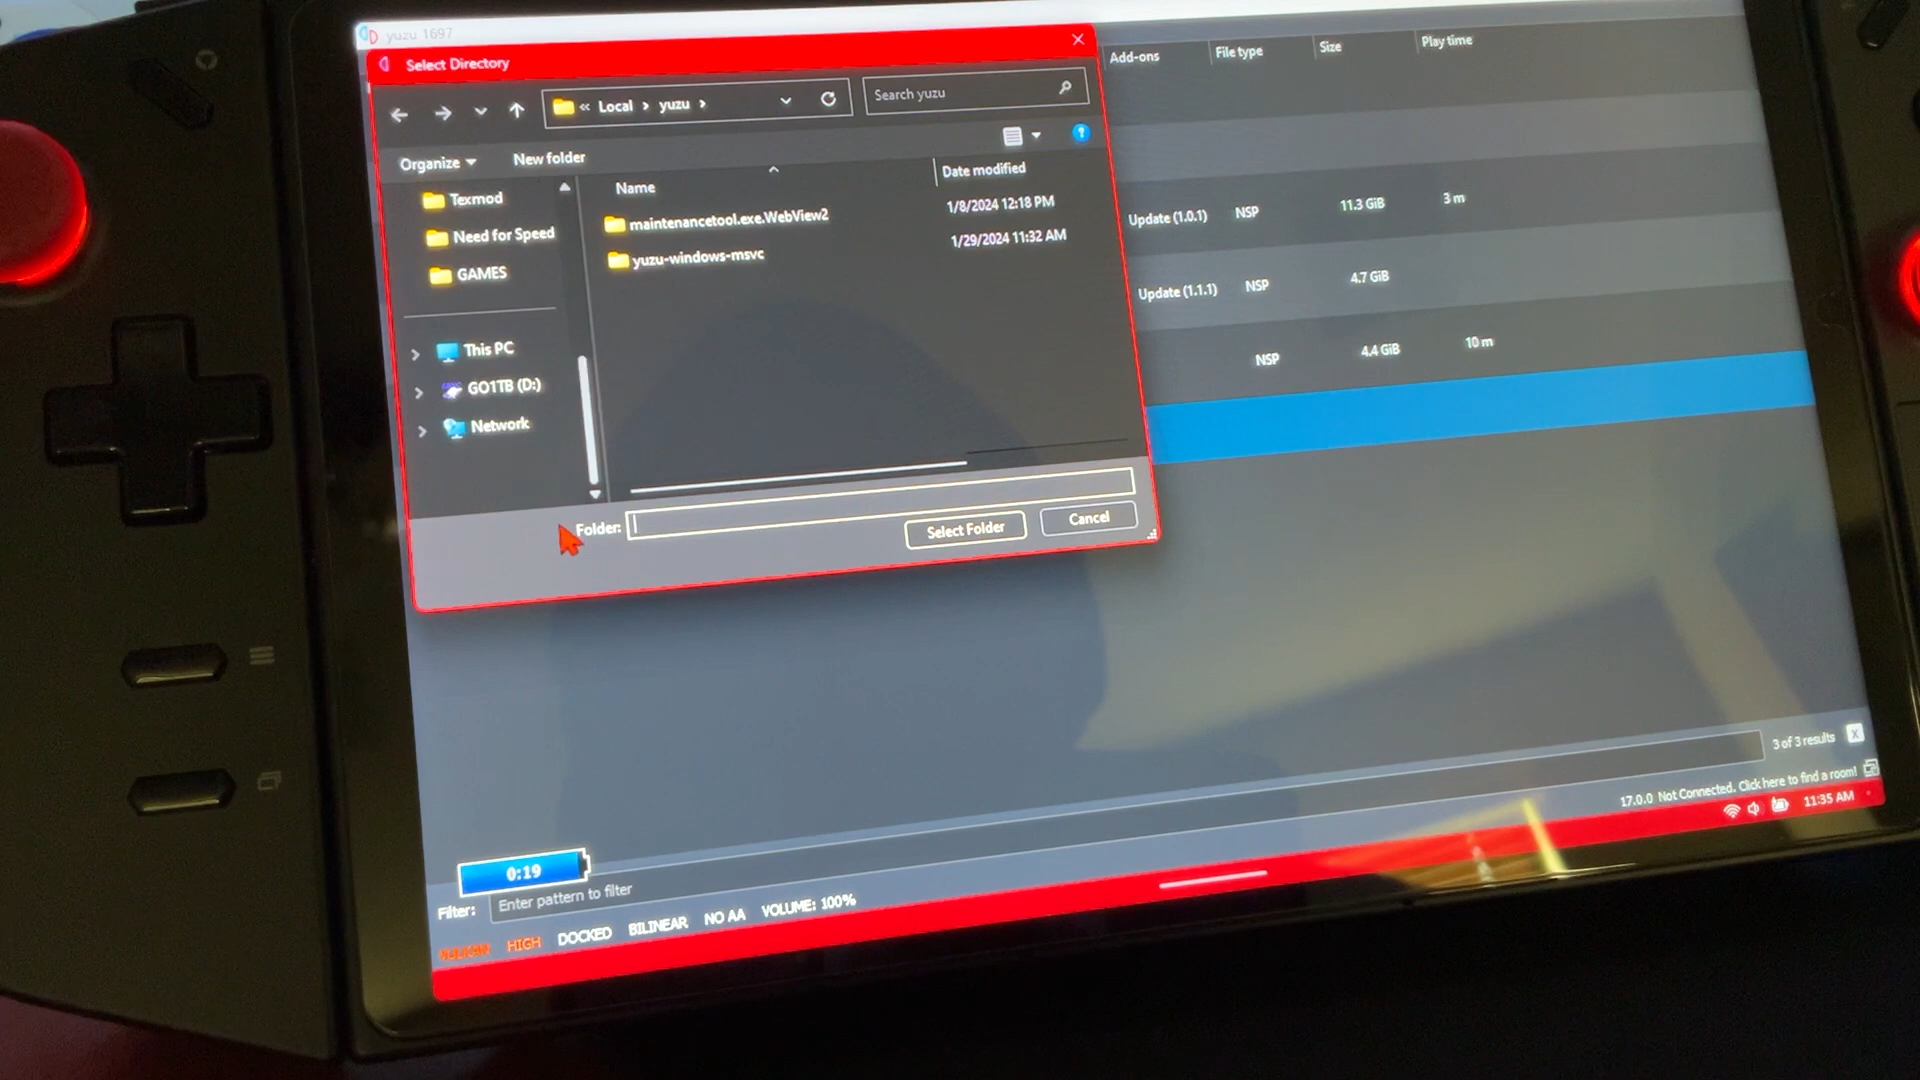 yuzu 1697
Select Directory
Add-ons
File type
Size
Play time
« Local > yuzu >
Search yuzu
Organize
New folder
Name
Date modified
Texmod
Need for Speed
GAMES
This PC
GO1TB (D:)
Network
maintenancetool.exe.WebView2
1/8/2024 12:18 PM
yuzu-windows-msvc
1/29/2024 11:32 AM
Update (1.0.1)
NSP
11.3 GiB
3 m
Update (1.1.1)
NSP
4.7 GiB
NSP
4.4 GiB
10 m
Folder:
Select Folder
Cancel
3 of 3 results
X
17.0.0 Not Connected. Click here to find a room!
11:35 AM
0:19
Filter:
Enter pattern to filter
VULKAN HIGH DOCKED BILINEAR NO AA VOLUME: 100%